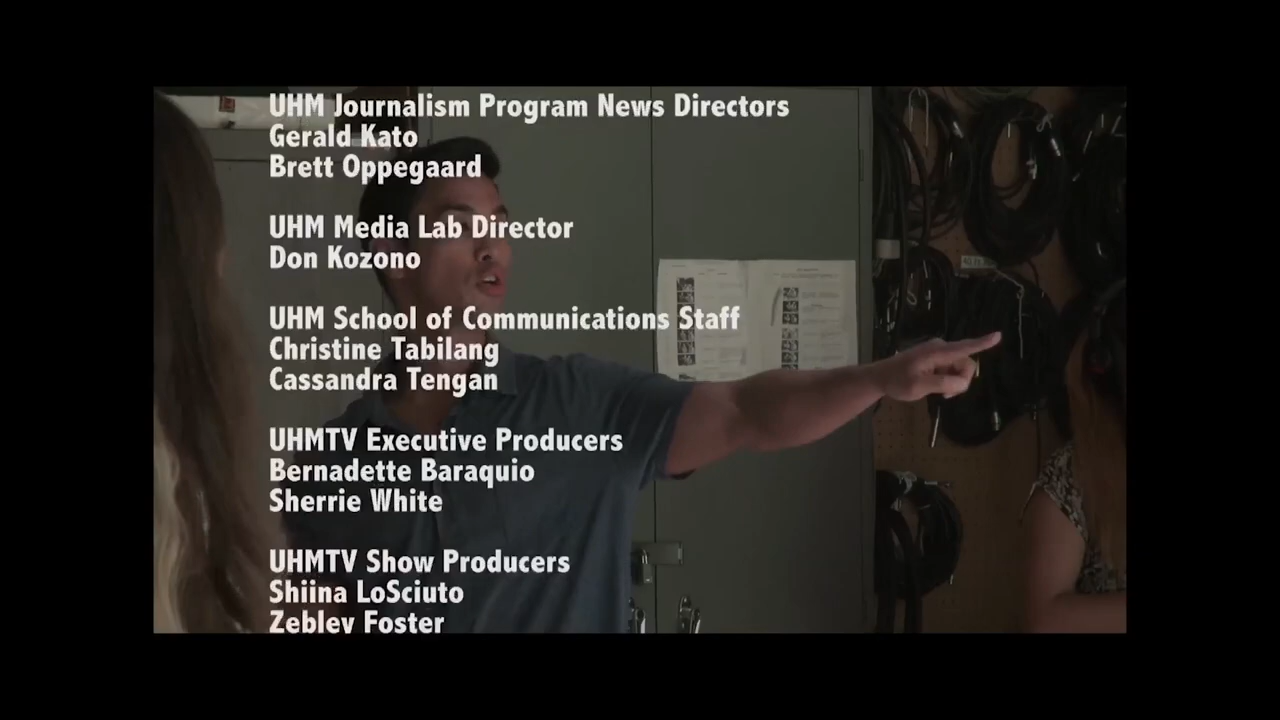 UHM Journalism Program News Directors
Gerald Kato
Brett Oppegaard
UHM Media Lab Director
Don Kozono
UHM School of Communications Staff
Christine Tabilang
Cassandra Tengan
UHMTV Executive Producers
Bernadette Baraquio
Sherrie White
UHMTV Show Producers
Shiina LoSciuto
Zebley Foster